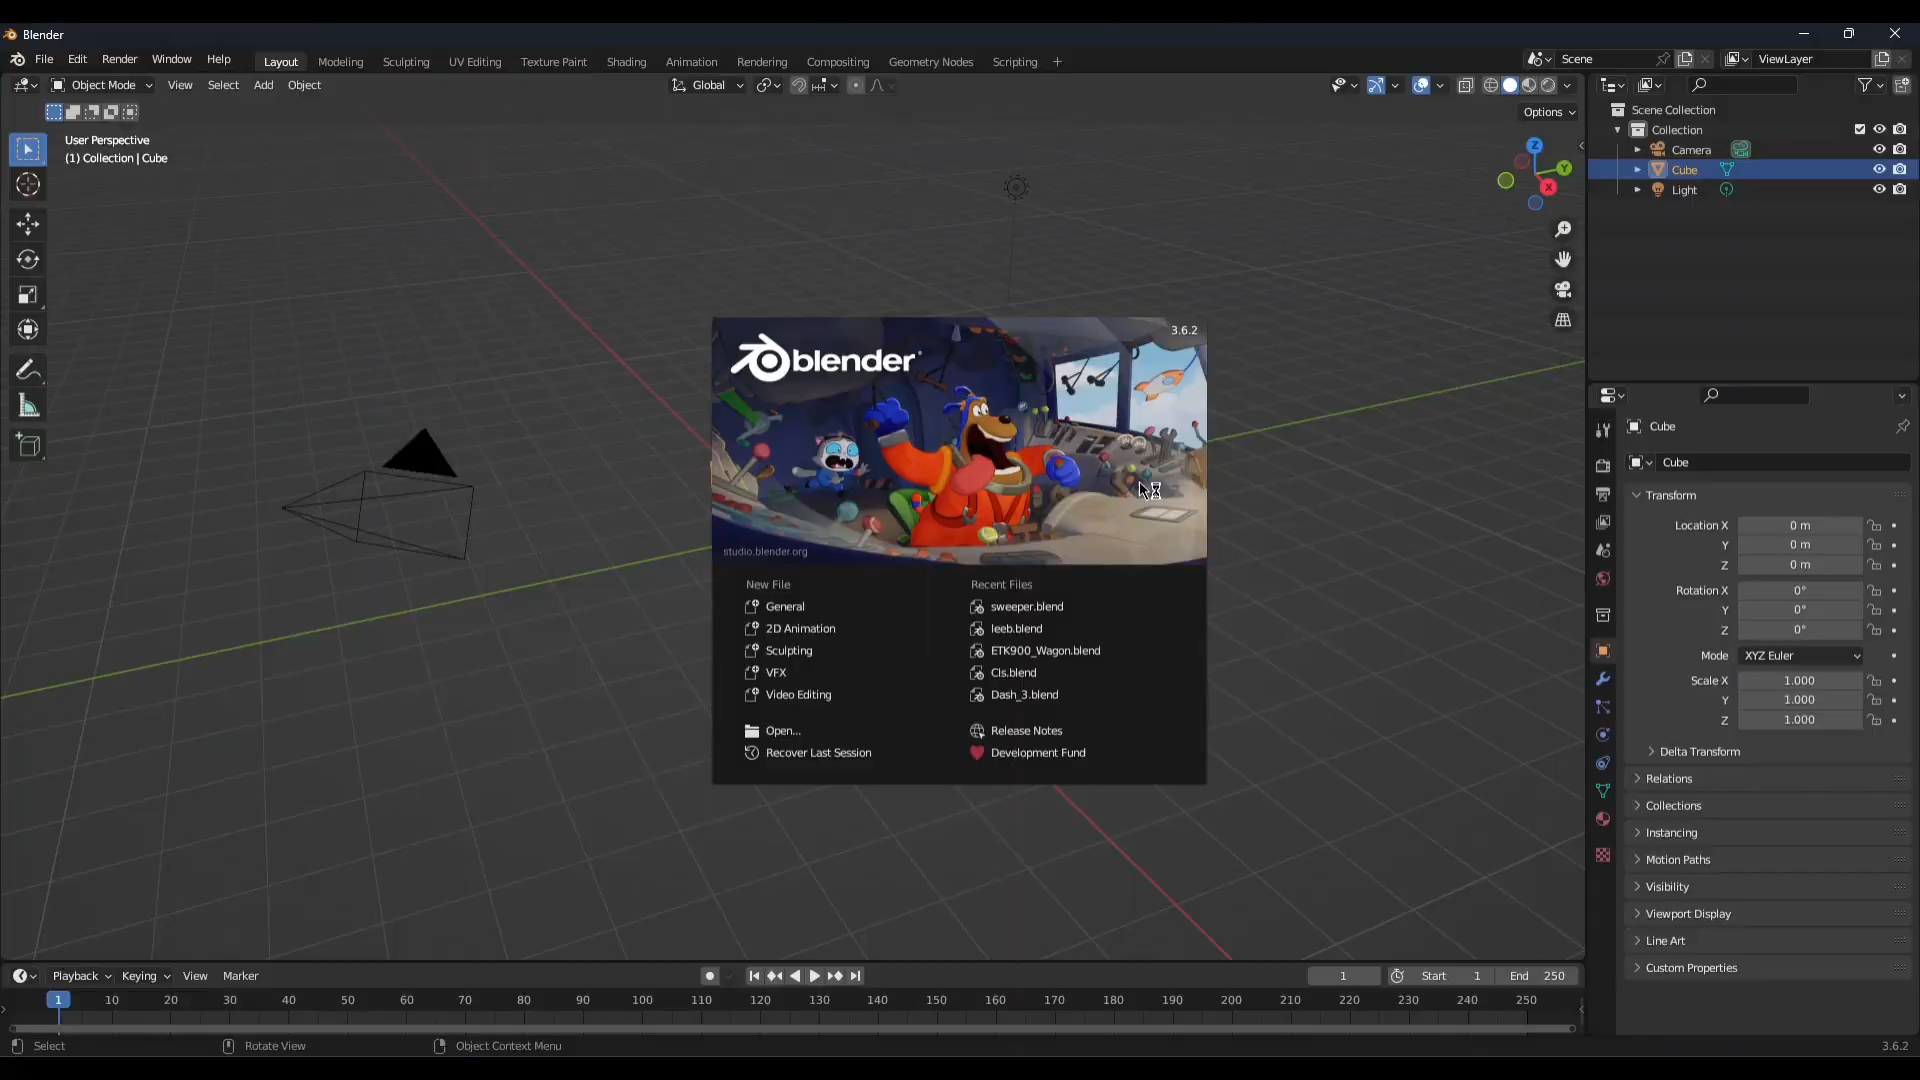 Blender
File Edit Render Window Help Layout Modeling Sculpting UV Editing Texture Paint Shading Animation Rendering Compositing Geometry Nodes Scripting + Scene ViewLayer
Object Mode View Select Add Object Global
Options
User Perspective
(1) Collection | Cube
Z
Y
X
Scene Collection
Collection
Camera
Cube
Light
3.6.2
blender
studio.blender.org
New File
General
2D Animation
Sculpting
VFX
Video Editing
Open...
Recover Last Session
Recent Files
sweeper.blend
leeb.blend
ETK900_Wagon.blend
Cls.blend
Dash_3.blend
Release Notes
Development Fund
Cube
Cube
Transform
Location X 0 m
Y 0 m
Z 0 m
Rotation X 0°
Y 0°
Z 0°
Mode XYZ Euler
Scale X 1.000
Y 1.000
Z 1.000
Delta Transform
Relations
Collections
Instancing
Motion Paths
Visibility
Viewport Display
Line Art
Custom Properties
Playback Keying View Marker 1 Start 1 End 250
1 10 20 30 40 50 60 70 80 90 100 110 120 130 140 150 160 170 180 190 200 210 220 230 240 250
Select Rotate View Object Context Menu 3.6.2